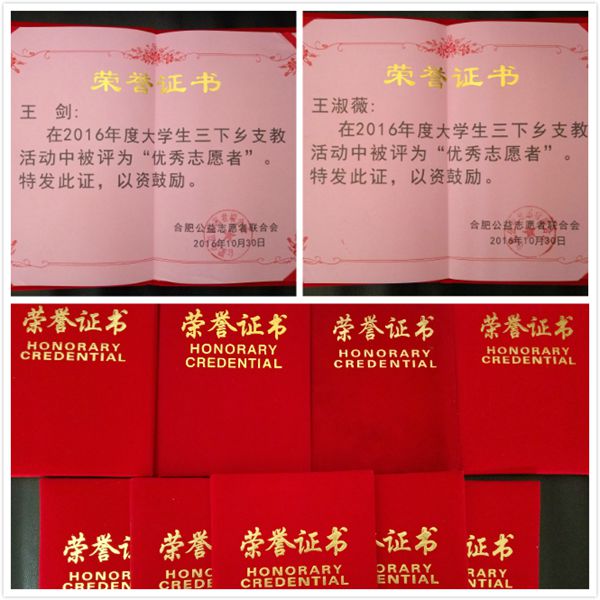 荣誉证书
王 剑:
在2016年度大学生三下乡支教
活动中被评为“优秀志愿者”。
特发此证，以资鼓励。
合肥公益志愿者联合会
2016年10月30日
荣誉证书
王淑薇:
在2016年度大学生三下乡支教
活动中被评为“优秀志愿者”。
特发此证，以资鼓励。
合肥公益志愿者联合会
2016年10月30日
荣誉证书
HONORARY
CREDENTIAL
荣誉证书
HONORARY
CREDENTIAL
荣誉证书
HONORARY
CREDENTIAL
荣誉证书
HONORARY
CREDENTIAL
荣誉证书
HONORARY
CREDENTIAL
荣誉证书
HONORARY
CREDENTIAL
荣誉证书
HONORARY
CREDENTIAL
荣誉证书
HONORARY
CREDENTIAL
证书